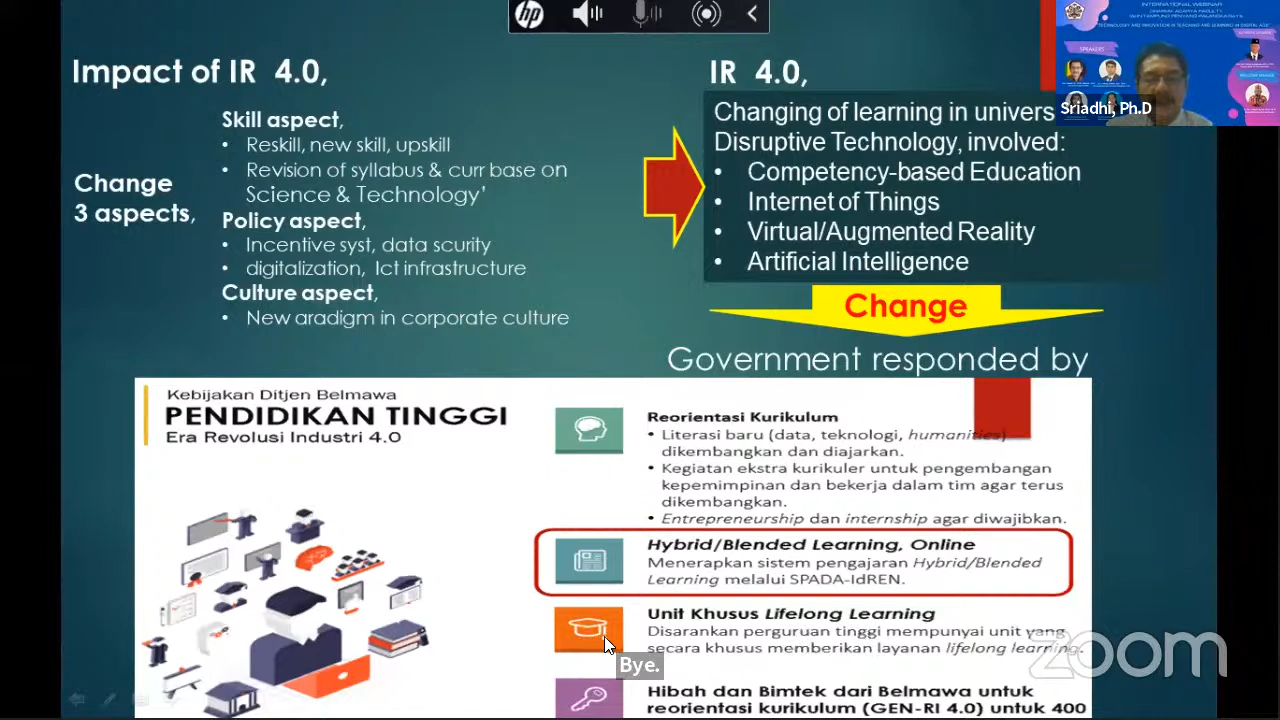 Impact of IR 4.0,
Change
3 aspects,
Skill aspect,
• Reskill, new skill, upskill
• Revision of syllabus & curr base on
Science & Technology'
Policy aspect,
• Incentive syst, data scurity
• digitalization, Ict infrastructure
Culture aspect,
• New aradigm in corporate culture
IR 4.0,
Changing of learning in univers
Disruptive Technology, involved:
• Competency-based Education
• Internet of Things
• Virtual/Augmented Reality
• Artificial Intelligence
Change
Government responded by
Kebijakan Ditjen Belmawa
PENDIDIKAN TINGGI
Era Revolusi Industri 4.0
Reorientasi Kurikulum
• Literasi baru (data, teknologi, humanities)
dikembangkan dan diajarkan.
• Kegiatan ekstra kurikuler untuk pengembangan
kepemimpinan dan bekerja dalam tim agar terus
dikembangkan.
• Entrepreneurship dan internship agar diwajibkan.
Hybrid/Blended Learning, Online
Menerapkan sistem pengajaran Hybrid/Blended
Learning melalui SPADA-IdREN.
Unit Khusus Lifelong Learning
Disarankan perguruan tinggi mempunyai unit yang
secara khusus memberikan layanan lifelong learning.
Hibah dan Bimtek dari Belmawa untuk
reorientasi kurikulum (GEN-RI 4.0) untuk 400
Bye.
zoom
hp
INTERNATIONAL WEBINAR
SPEAKERS
Sriadhi, Ph.D